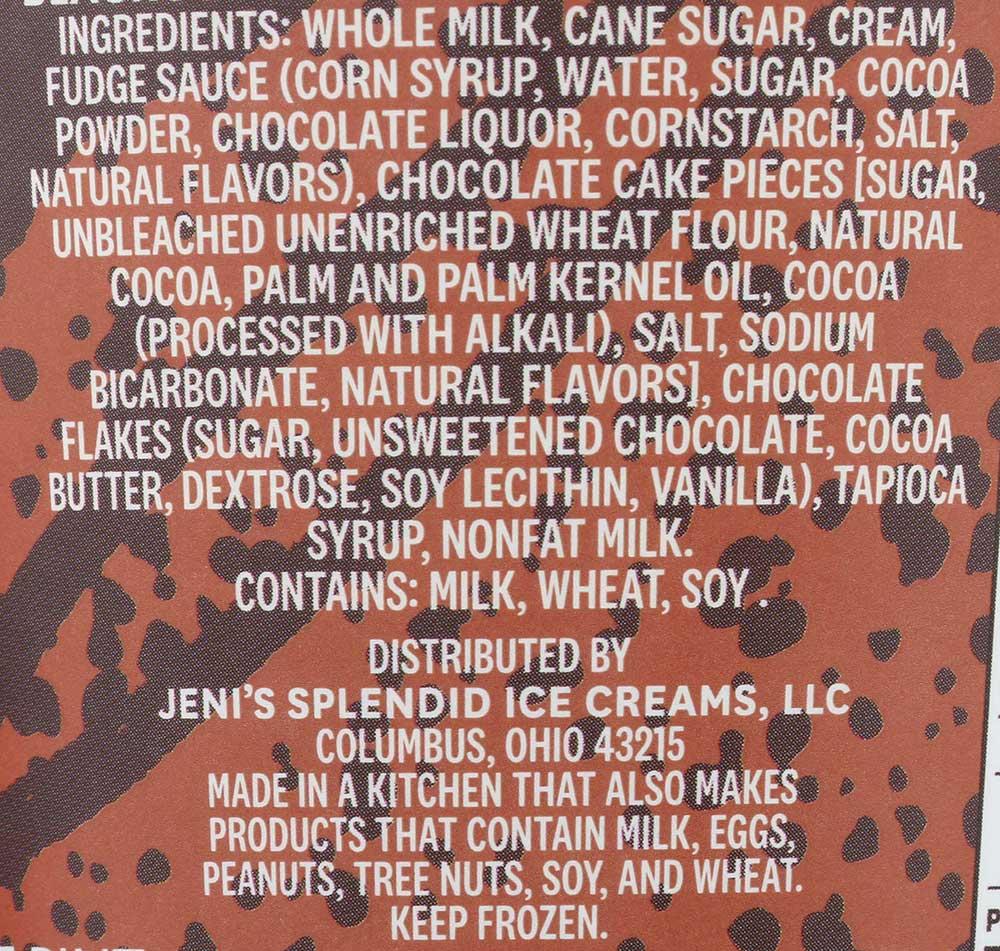 INGREDIENTS: WHOLE MILK, CANE SUGAR, CREAM,
FUDGE SAUCE (CORN SYRUP, WATER, SUGAR, COCOA
POWDER, CHOCOLATE LIQUOR, CORNSTARCH, SALT,
NATURAL FLAVORS), CHOCOLATE CAKE PIECES [SUGAR,
UNBLEACHED UNENRICHED WHEAT FLOUR, NATURAL
COCOA, PALM AND PALM KERNEL OIL, COCOA
(PROCESSED WITH ALKALI), SALT, SODIUM
BICARBONATE, NATURAL FLAVORS], CHOCOLATE
FLAKES (SUGAR, UNSWEETENED CHOCOLATE, COCOA
BUTTER, DEXTROSE, SOY LECITHIN, VANILLA), TAPIOCA
SYRUP, NONFAT MILK.
CONTAINS: MILK, WHEAT, SOY .
DISTRIBUTED BY
JENI'S SPLENDID ICE CREAMS, LLC
COLUMBUS, OHIO 43215
MADE IN A KITCHEN THAT ALSO MAKES
PRODUCTS THAT CONTAIN MILK, EGGS,
PEANUTS, TREE NUTS, SOY, AND WHEAT.
KEEP FROZEN.